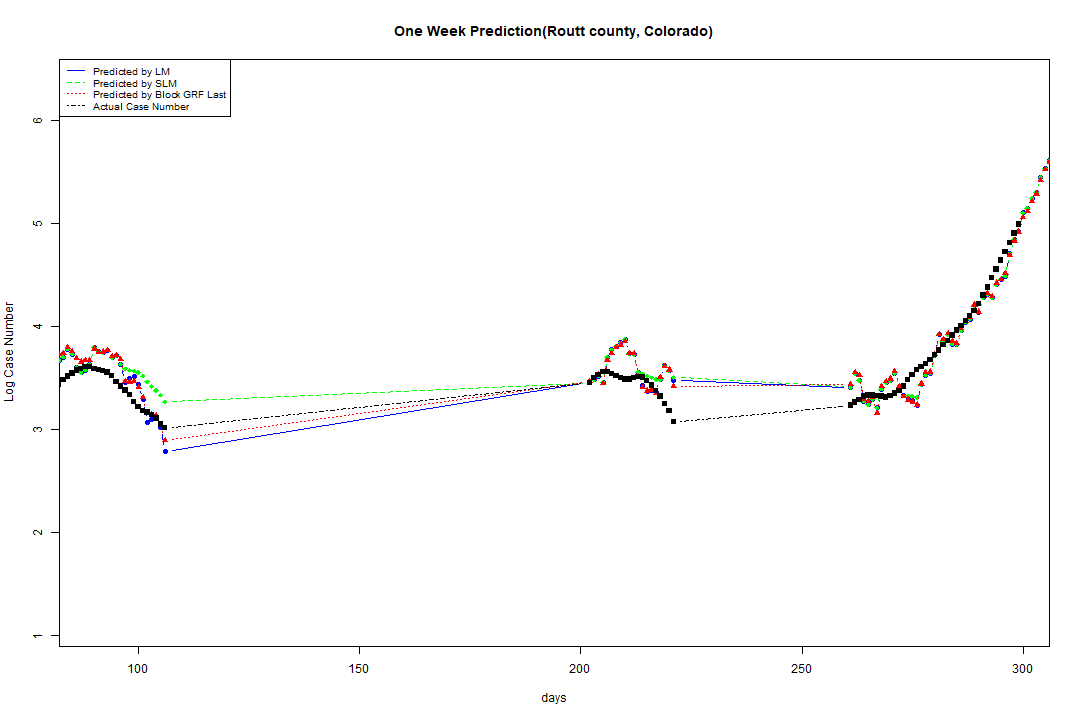 One Week Prediction(Routt county, Colorado)
Predicted by LM
Predicted by SLM
Predicted by Block GRF Last
Actual Case Number
6
5
4
3
2
1
Log Case Number
100 150 200 250 300
days